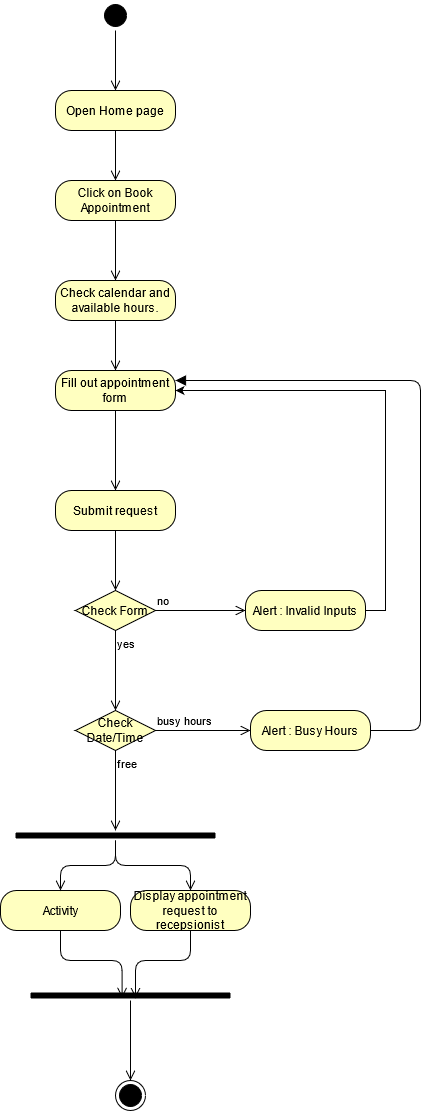 Open Home page
Click on Book
Appointment
Check calendar and
available hours.
Fill out appointment
form
Submit request
Check Form
no
Alert : Invalid Inputs
yes
Check
Date/Time
busy hours
Alert : Busy Hours
free
Activity
Display appointment
request to
recepsionist